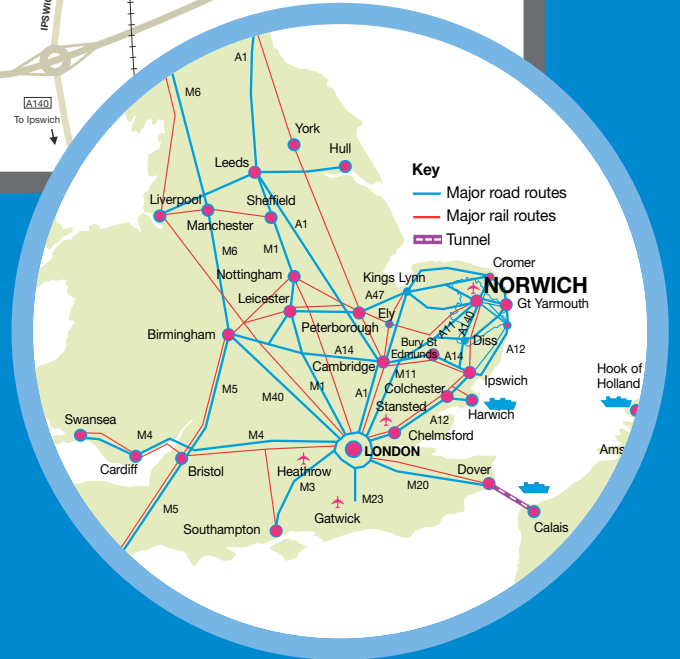 IPSWIC
A140
To Ipswich
A1
M6
York
Hull
Leeds
Key
Major road routes
Major rail routes
Tunnel
Liverpool
Sheffield
Manchester
A1
M6
M1
Cromer
Nottingham
Kings Lynn
NORWICH
Leicester
A47
Gt Yarmouth
Ely
Peterborough
A11
A140
Birmingham
Bury St
Edmunds
Diss
A12
A14
A14
Cambridge
M11
Ipswich
Hook of
Holland
M5
M40
M1
A1
Colchester
Stansted
Harwich
Swansea
A12
M4
M4
Chelmsford
Ams
LONDON
Cardiff
Bristol
Heathrow
Dover
M3
M20
M5
M23
Gatwick
Southampton
Calais